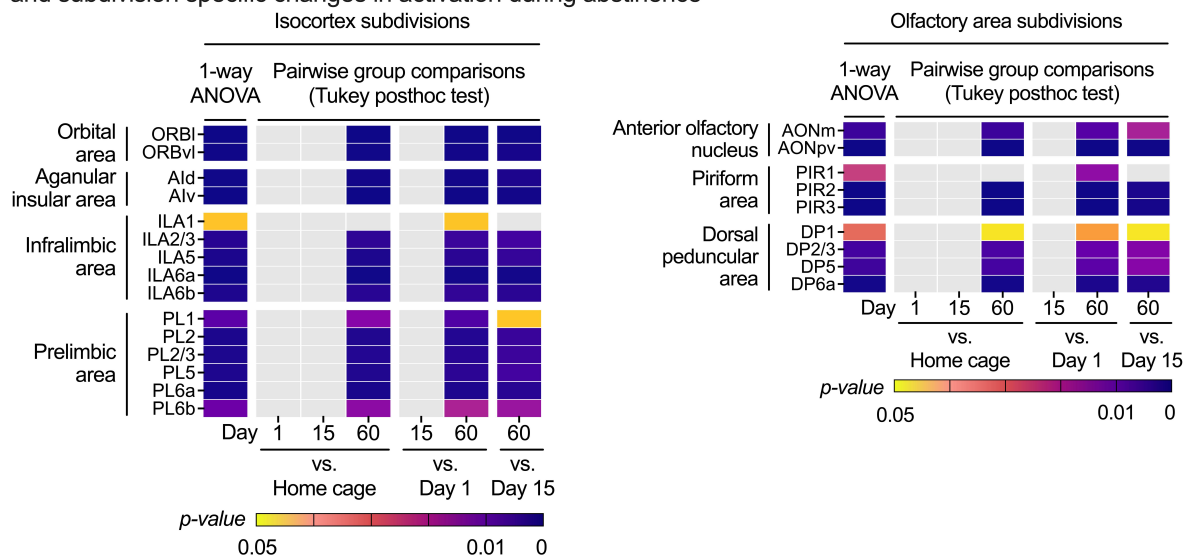 and subdivision specific changes in activation during abstinence
Isocortex subdivisions
1-way
ANOVA
Pairwise group comparisons
(Tukey posthoc test)
Orbital
area
ORBl
ORBvl
Aganular
insular area
AId
AIv
Infralimbic
area
ILA1
ILA2/3
ILA5
ILA6a
ILA6b
Prelimbic
area
PL1
PL2
PL2/3
PL5
PL6a
PL6b
Day 1 15 60 15 60 60
vs.
Home cage
vs.
Day 1
vs.
Day 15
p-value
0.05 0.01 0
Olfactory area subdivisions
1-way
ANOVA
Pairwise group comparisons
(Tukey posthoc test)
Anterior olfactory
nucleus
AONm
AONpv
Piriform
area
PIR1
PIR2
PIR3
Dorsal
peduncular
area
DP1
DP2/3
DP5
DP6a
Day 1 15 60 15 60 60
vs.
Home cage
vs.
Day 1
vs.
Day 15
p-value
0.05 0.01 0